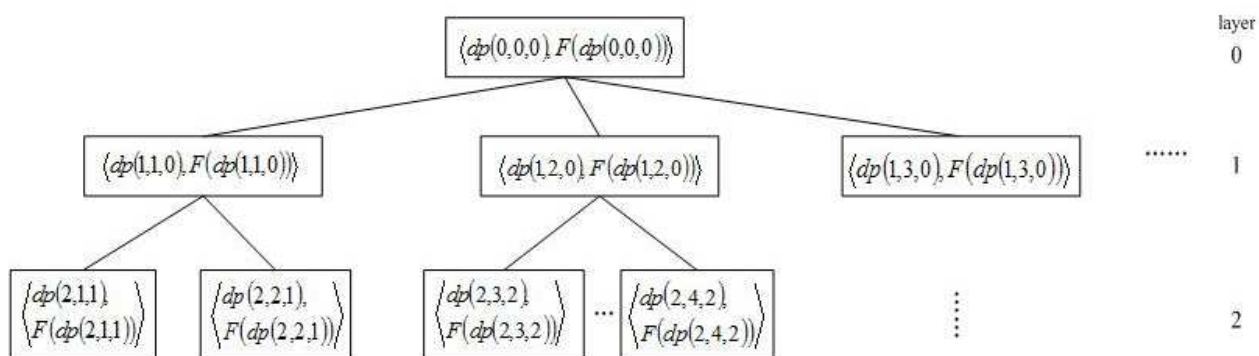 layer
⟨dp(0,0,0), F(dp(0,0,0))⟩
0
⟨dp(1,1,0), F(dp(1,1,0))⟩
⟨dp(1,2,0), F(dp(1,2,0))⟩
⟨dp(1,3,0), F(dp(1,3,0))⟩
......
1
⟨dp(2,1,1),
F(dp(2,1,1))⟩
⟨dp(2,2,1),
F(dp(2,2,1))⟩
⟨dp(2,3,2),
F(dp(2,3,2))⟩
...
⟨dp(2,4,2),
F(dp(2,4,2))⟩
......
2